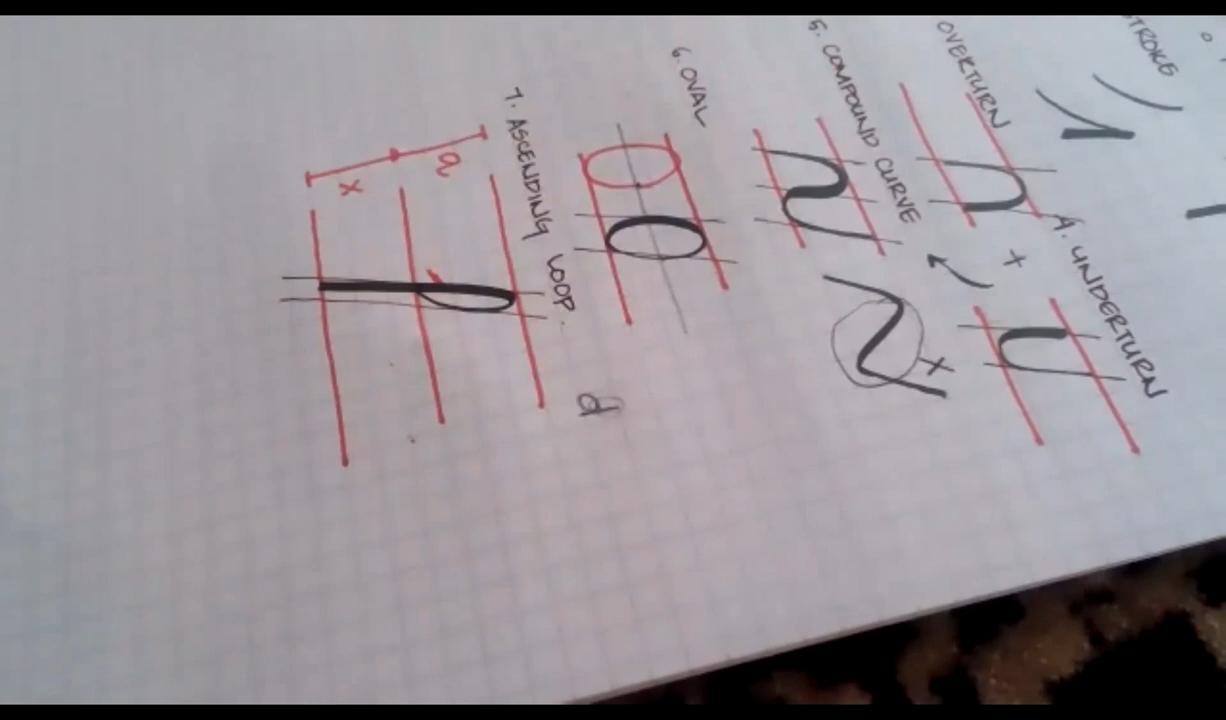 STROKE
OVERTURN
+
4. UNDERTURN
5. COMPOUND CURVE
x
6. OVAL
7. ASCENDING LOOP.
d
a
x